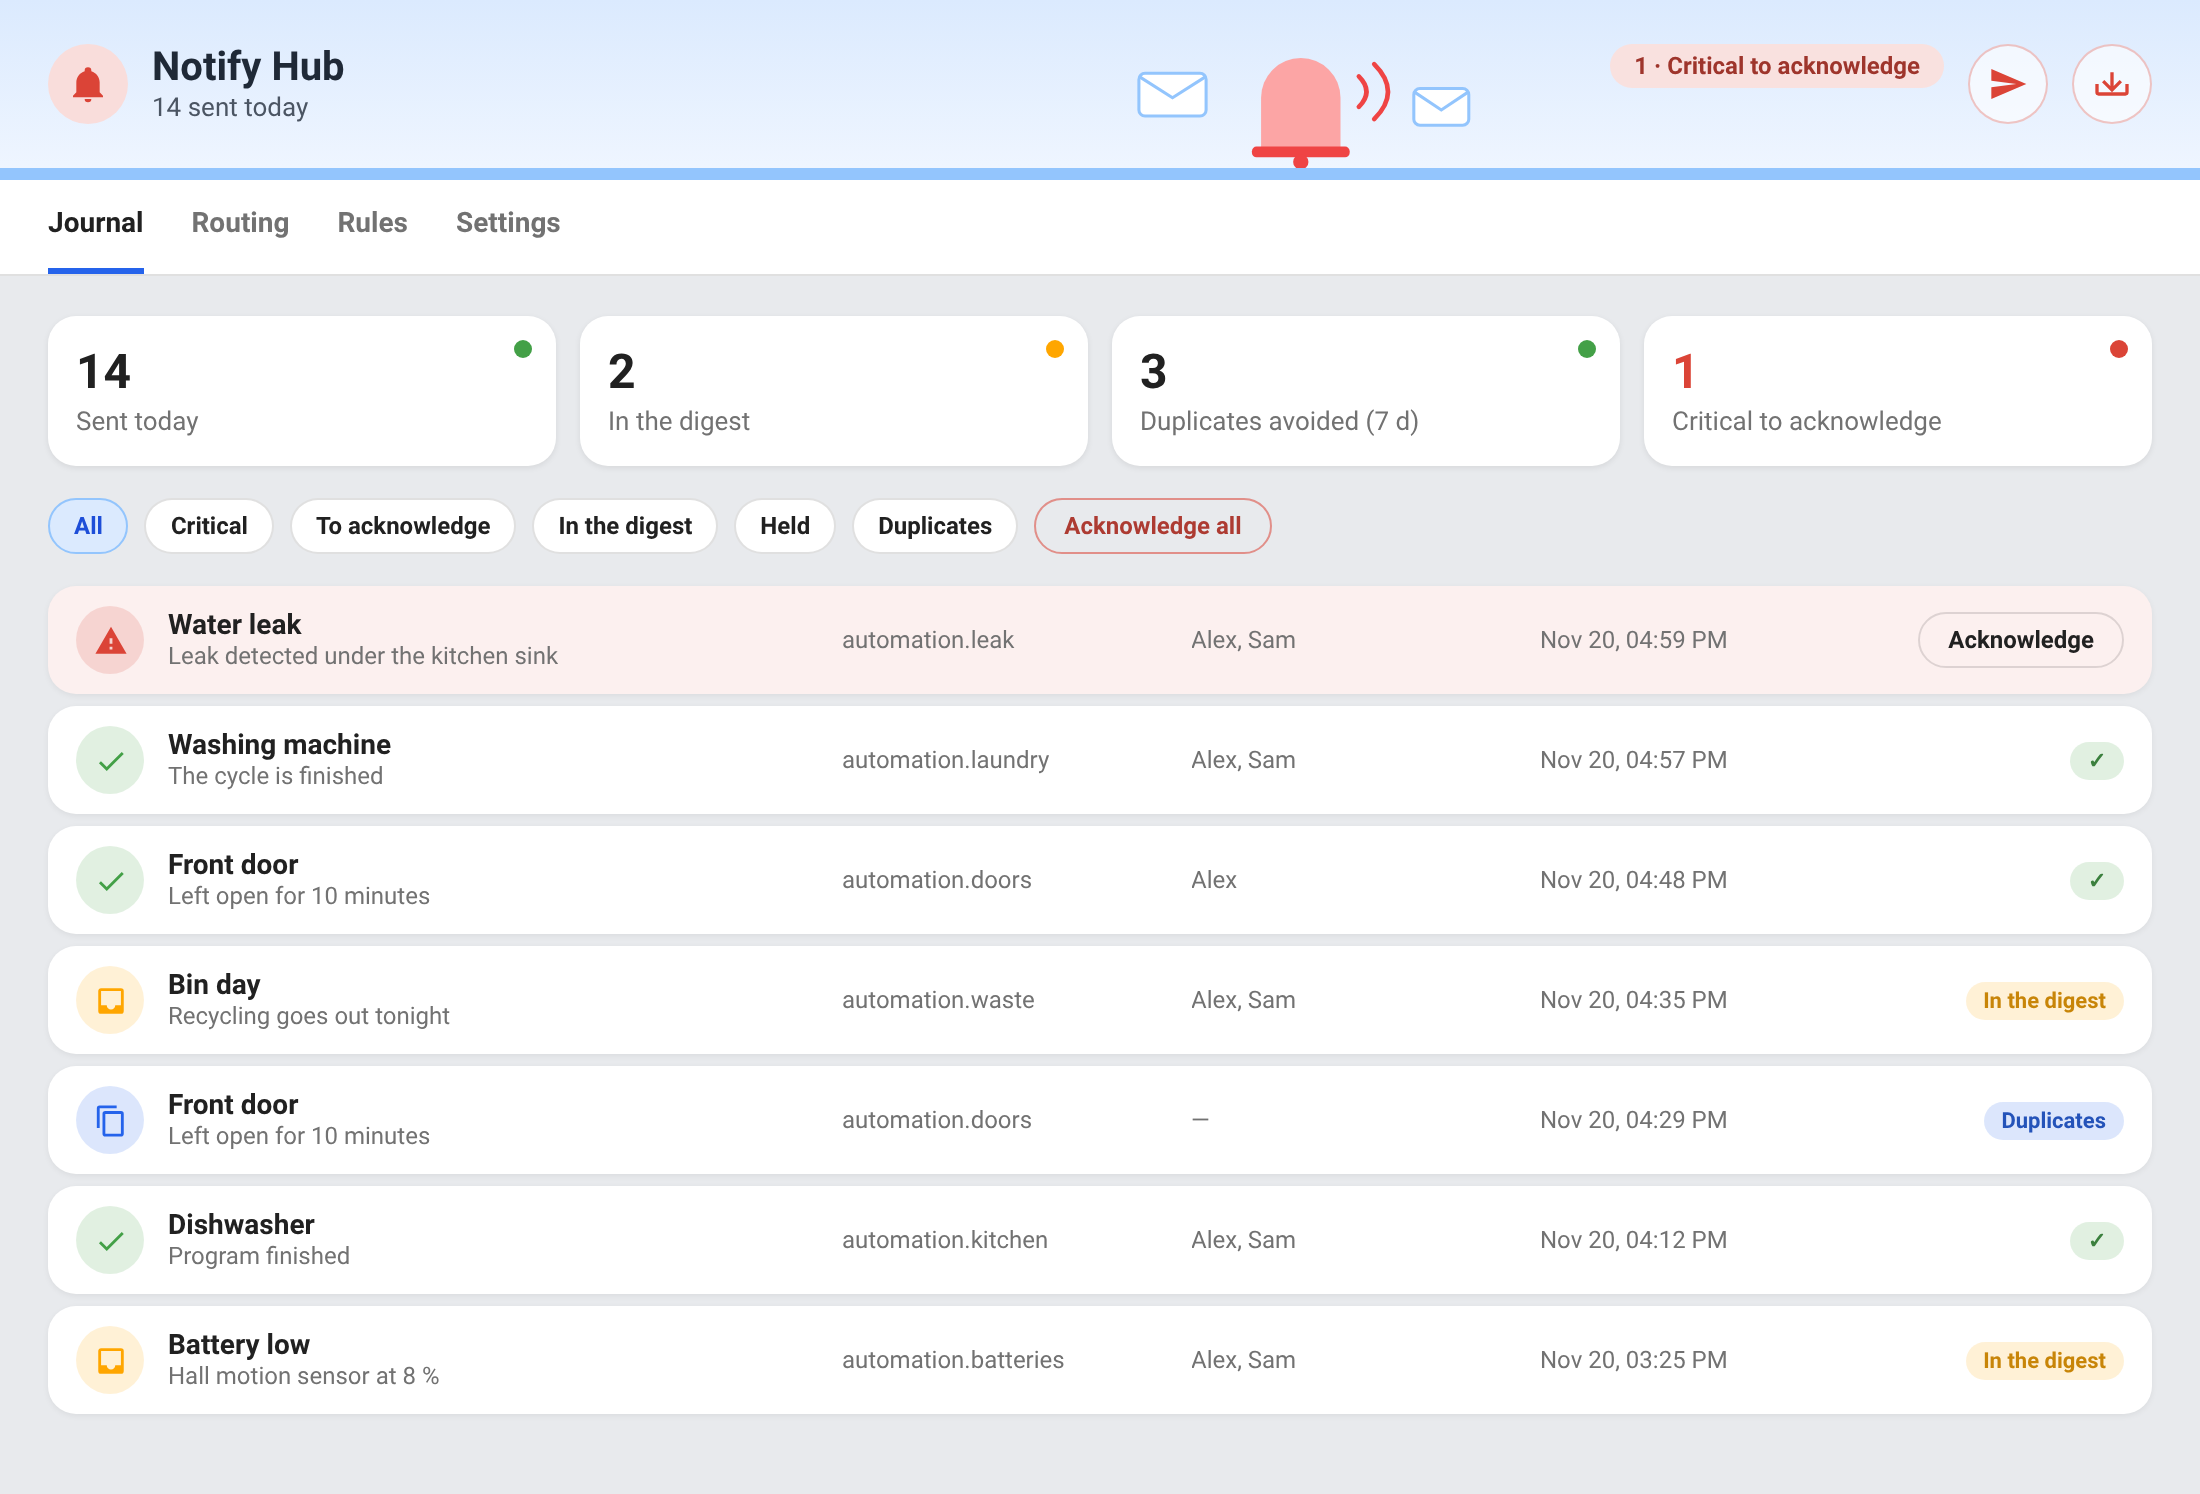 Notify Hub
14 sent today
1 · Critical to acknowledge
Journal Routing Rules Settings
14
Sent today
2
In the digest
3
Duplicates avoided (7 d)
1
Critical to acknowledge
All Critical To acknowledge In the digest Held Duplicates Acknowledge all
Water leak
Leak detected under the kitchen sink
automation.leak
Alex, Sam
Nov 20, 04:59 PM
Acknowledge
Washing machine
The cycle is finished
automation.laundry
Alex, Sam
Nov 20, 04:57 PM
✓
Front door
Left open for 10 minutes
automation.doors
Alex
Nov 20, 04:48 PM
✓
Bin day
Recycling goes out tonight
automation.waste
Alex, Sam
Nov 20, 04:35 PM
In the digest
Front door
Left open for 10 minutes
automation.doors
—
Nov 20, 04:29 PM
Duplicates
Dishwasher
Program finished
automation.kitchen
Alex, Sam
Nov 20, 04:12 PM
✓
Battery low
Hall motion sensor at 8 %
automation.batteries
Alex, Sam
Nov 20, 03:25 PM
In the digest